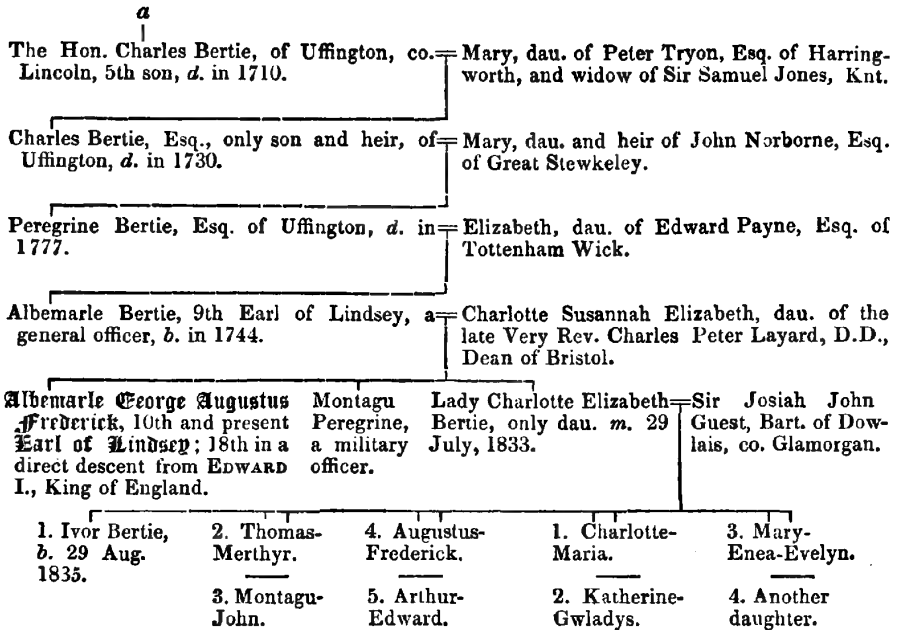 a
The Hon. Charles Bertie, of Uffington, co.
Lincoln, 5th son, d. in 1710.
Mary, dau. of Peter Tryon, Esq. of Harring-
worth, and widow of Sir Samuel Jones, Knt.
Charles Bertie, Esq., only son and heir, of
Uffington, d. in 1730.
Mary, dau. and heir of John Norborne, Esq.
of Great Stewkeley.
Peregrine Bertie, Esq. of Uffington, d. in
1777.
Elizabeth, dau. of Edward Payne, Esq. of
Tottenham Wick.
Albemarle Bertie, 9th Earl of Lindsey, a
general officer, b. in 1744.
Charlotte Susannah Elizabeth, dau. of the
late Very Rev. Charles Peter Layard, D.D.,
Dean of Bristol.
Albemarle George Augustus
Frederick, 10th and present
Earl of Lindsey; 18th in a
direct descent from EDWARD
I., King of England.
Montagu
Peregrine,
a military
officer.
Lady Charlotte Elizabeth
Bertie, only dau. m. 29
July, 1833.
Sir Josiah John
Guest, Bart. of Dow-
lais, co. Glamorgan.
1. Ivor Bertie,
b. 29 Aug.
1835.
2. Thomas-
Merthyr.
3. Montagu-
John.
4. Augustus-
Frederick.
5. Arthur-
Edward.
1. Charlotte-
Maria.
2. Katherine-
Gwladys.
3. Mary-
Enea-Evelyn.
4. Another
daughter.